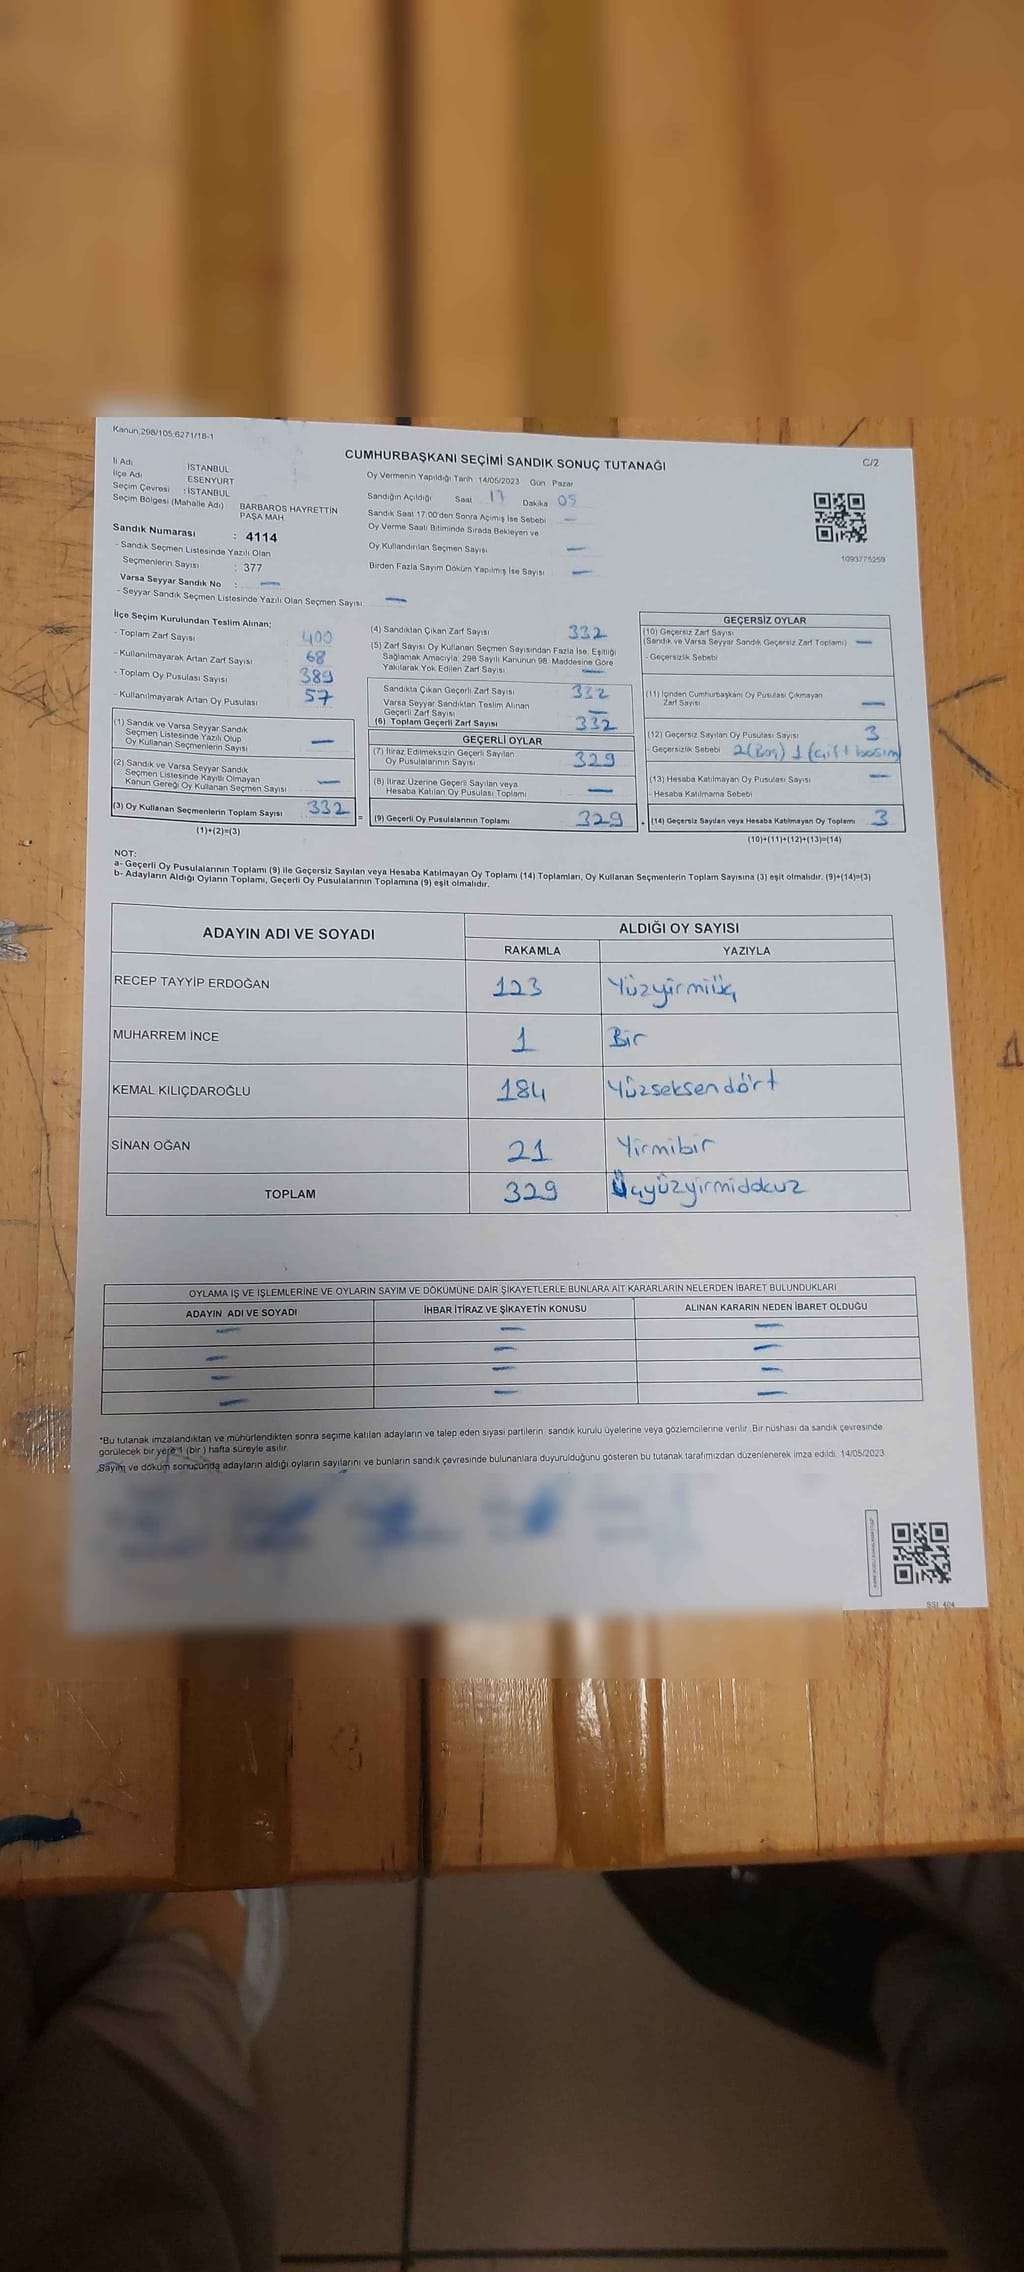 Kanun.298/105.6271/18-1
CUMHURBAŞKANI SEÇİMİ SANDIK SONUÇ TUTANAĞI
C/2
İl Adı İSTANBUL
İlçe Adı ESENYURT
Seçim Çevresi : İSTANBUL
Seçim Bölgesi (Mahalle Adı) BARBAROS HAYRETTİN PAŞA MAH
Sandık Numarası : 4114
- Sandık Seçmen Listesinde Yazılı Olan
Seçmenlerin Sayısı : 377
Varsa Seyyar Sandık No : —
- Seyyar Sandık Seçmen Listesinde Yazılı Olan Seçmen Sayısı: —
Oy Vermenin Yapıldığı Tarih 14/05/2023 Gün Pazar
Sandığın Açıldığı Saat 17 Dakika 05
Sandık Saat 17:00'den Sonra Açımış İse Sebebi —
Oy Verme Saati Bitiminde Sırada Bekleyen ve
Oy Kullandırılan Seçmen Sayısı —
Birden Fazla Sayım Döküm Yapılmış İse Sayısı —
1093775259
İlçe Seçim Kurulundan Teslim Alınan:
- Toplam Zarf Sayısı 400
- Kullanılmayarak Artan Zarf Sayısı 68
- Toplam Oy Pusulası Sayısı 389
- Kullanılmayarak Artan Oy Pusulası 57
(1) Sandık ve Varsa Seyyar Sandık
Seçmen Listesinde Yazılı Olup
Oy Kullanan Seçmenlerin Sayısı —
(2) Sandık ve Varsa Seyyar Sandık
Seçmen Listesinde Kayıtlı Olmayan
Kanun Gereği Oy Kullanan Seçmen Sayısı —
(3) Oy Kullanan Seçmenlerin Toplam Sayısı 332 =
(1)+(2)=(3)
(4) Sandıktan Çıkan Zarf Sayısı 332
(5) Zarf Sayısı Oy Kullanan Seçmen Sayısından Fazla İse, Eşitliği
Sağlamak Amacıyla, 298 Sayılı Kanunun 98. Maddesine Göre
Yakılarak Yok Edilen Zarf Sayısı —
Sandıkta Çıkan Geçerli Zarf Sayısı 332
Varsa Seyyar Sandıktan Teslim Alınan
Geçerli Zarf Sayısı —
(6) Toplam Geçerli Zarf Sayısı 332
GEÇERLİ OYLAR
(7) İtiraz Edilmeksizin Geçerli Sayılan
Oy Pusulalarının Sayısı 329
(8) İtiraz Üzerine Geçerli Sayılan veya
Hesaba Katılan Oy Pusulası Toplamı —
(9) Geçerli Oy Pusulalarının Toplamı 329
GEÇERSİZ OYLAR
(10) Geçersiz Zarf Sayısı
(Sandık ve Varsa Seyyar Sandık Geçersiz Zarf Toplamı) —
- Geçersizlik Sebebi
(11) İçinden Cumhurbaşkanı Oy Pusulası Çıkmayan
Zarf Sayısı —
(12) Geçersiz Sayılan Oy Pusulası Sayısı 3
- Geçersizlik Sebebi 2(Boş) 1 (çift basım)
(13) Hesaba Katılmayan Oy Pusulası Sayısı —
- Hesaba Katılmama Sebebi
(14) Geçersiz Sayılan veya Hesaba Katılmayan Oy Toplamı 3
(10)+(11)+(12)+(13)=(14)
NOT:
a- Geçerli Oy Pusulalarının Toplamı (9) ile Geçersiz Sayılan veya Hesaba Katılmayan Oy Toplamı (14) Toplamları, Oy Kullanan Seçmenlerin Toplam Sayısına (3) eşit olmalıdır. (9)+(14)=(3)
b- Adayların Aldığı Oyların Toplamı, Geçerli Oy Pusulalarının Toplamına (9) eşit olmalıdır.
ADAYIN ADI VE SOYADI ALDIĞI OY SAYISI
RAKAMLA YAZIYLA
RECEP TAYYİP ERDOĞAN 123 Yüzyirmiüç
MUHARREM İNCE 1 Bir
KEMAL KILIÇDAROĞLU 184 Yüzseksendört
SİNAN OĞAN 21 Yirmibir
TOPLAM 329 Üçyüzyirmidokuz
OYLAMA İŞ VE İŞLEMLERİNE VE OYLARIN SAYIM VE DÖKÜMÜNE DAİR ŞİKAYETLERLE BUNLARA AİT KARARLARIN NELERDEN İBARET BULUNDUKLARI
ADAYIN ADI VE SOYADI İHBAR İTİRAZ VE ŞİKAYETİN KONUSU ALINAN KARARIN NEDEN İBARET OLDUĞU
— — —
— — —
— — —
— — —
*Bu tutanak imzalandıktan ve mühürlendikten sonra seçime katılan adayların ve talep eden siyasi partilerin sandık kurulu üyelerine veya gözlemcilerine verilir. Bir nüshası da sandık çevresinde
görülecek bir yere 1 (bir ) hafta süreyle asılır.
Sayım ve döküm sonucunda adayların aldığı oyların sayılarını ve bunların sandık çevresinde bulunanlara duyurulduğunu gösteren bu tutanak tarafımızdan düzenlenerek imza edildi. 14/05/2023
SSI_404